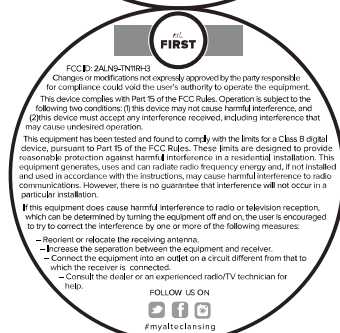 FIRST
FCC ID: 2ALN9-TN11RH3
Changes or modifications not expressly approved by the party responsible
for compliance could void the user's authority to operate the equipment.
This device complies with Part 15 of the FCC Rules. Operation is subject to the
following two conditions: (1) this device may not cause harmful interference, and
(2)this device must accept any interference received, including interference that
may cause undesired operation.
This equipment has been tested and found to comply with the limits for a Class B digital
device, pursuant to Part 15 of the FCC Rules. These limits are designed to provide
reasonable protection against harmful interference in a residential installation. This
equipment generates, uses and can radiate radio frequency energy and, if not installed
and used in accordance with the instructions, may cause harmful interference to radio
communications. However, there is no guarantee that interference will not occur in a
particular installation.
If this equipment does cause harmful interference to radio or television reception,
which can be determined by turning the equipment off and on, the user is encouraged
to try to correct the interference by one or more of the following measures:
– Reorient or relocate the receiving antenna.
– Increase the separation between the equipment and receiver.
– Connect the equipment into an outlet on a circuit different from that to
which the receiver is connected.
– Consult the dealer or an experienced radio/TV technician for
help.
FOLLOW US ON
#myalteclansing